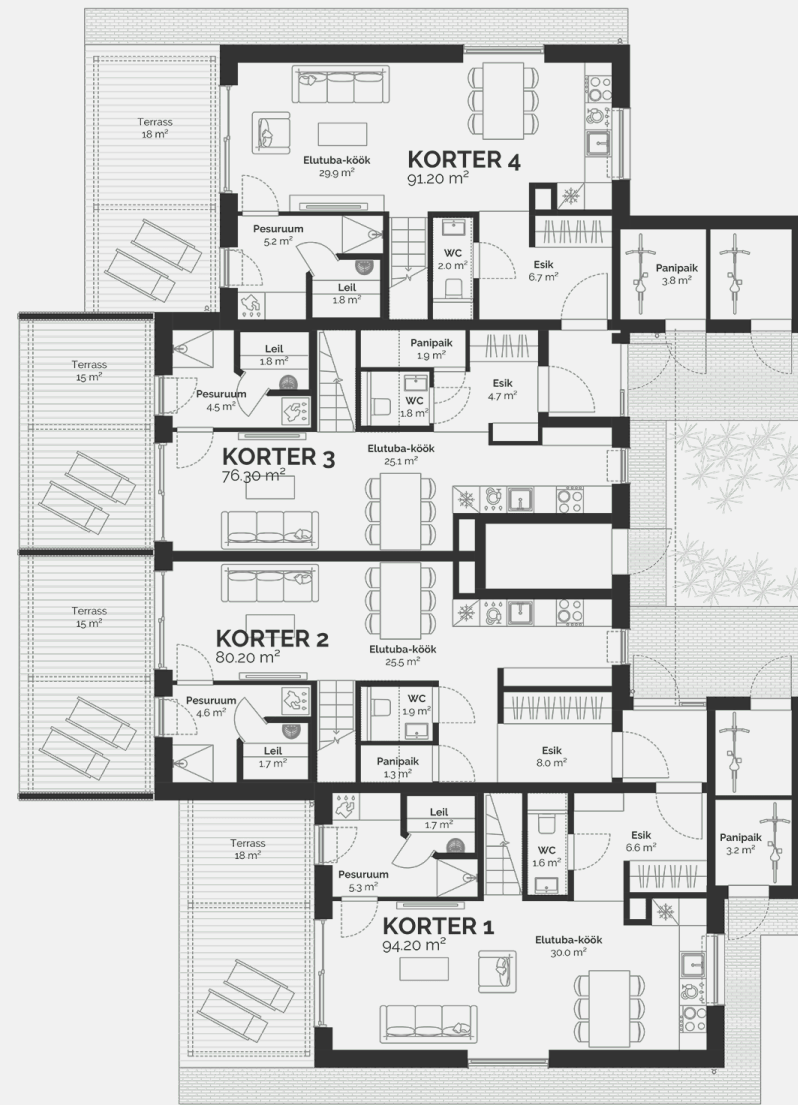 Terrass
18 m²
Elutuba-köök
29.9 m²
KORTER 4
91.20 m²
Pesuruum
5.2 m²
Leil
1.8 m²
WC
2.0 m²
Esik
6.7 m²
Panipaik
3.8 m²
Terrass
15 m²
Leil
1.8 m²
Pesuruum
4.5 m²
Panipaik
1.9 m²
WC
1.8 m²
Esik
4.7 m²
KORTER 3
76.30 m²
Elutuba-köök
25.1 m²
Terrass
15 m²
KORTER 2
80.20 m²
Elutuba-köök
25.5 m²
Pesuruum
4.6 m²
Leil
1.7 m²
WC
1.9 m²
Panipaik
1.3 m²
Esik
8.0 m²
Terrass
18 m²
Leil
1.7 m²
Pesuruum
5.3 m²
WC
1.6 m²
Esik
6.6 m²
Panipaik
3.2 m²
KORTER 1
94.20 m²
Elutuba-köök
30.0 m²